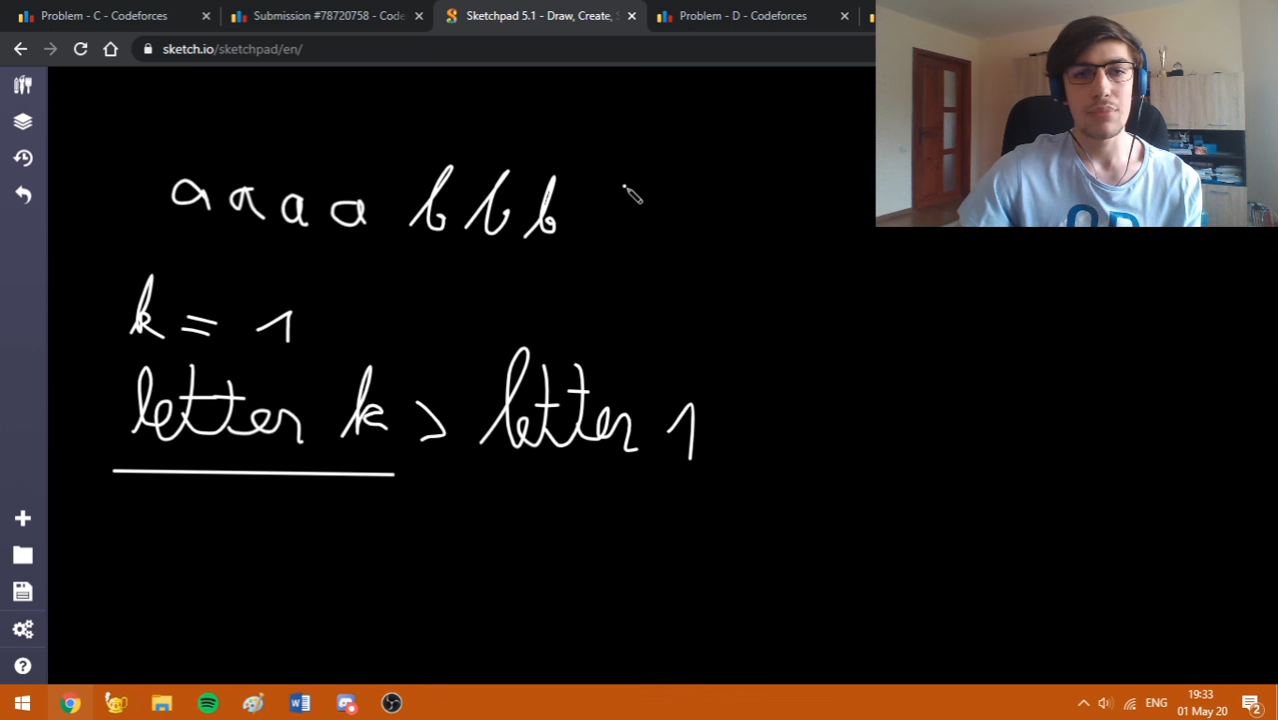 Problem - C - Codeforces
Submission #78720758 - Code
Sketchpad 5.1 - Draw, Create, S
Problem - D - Codeforces
sketch.io/sketchpad/en/
a a a a b b b
k = 1
letter k > letter 1
ENG
19:33
01 May 20
2